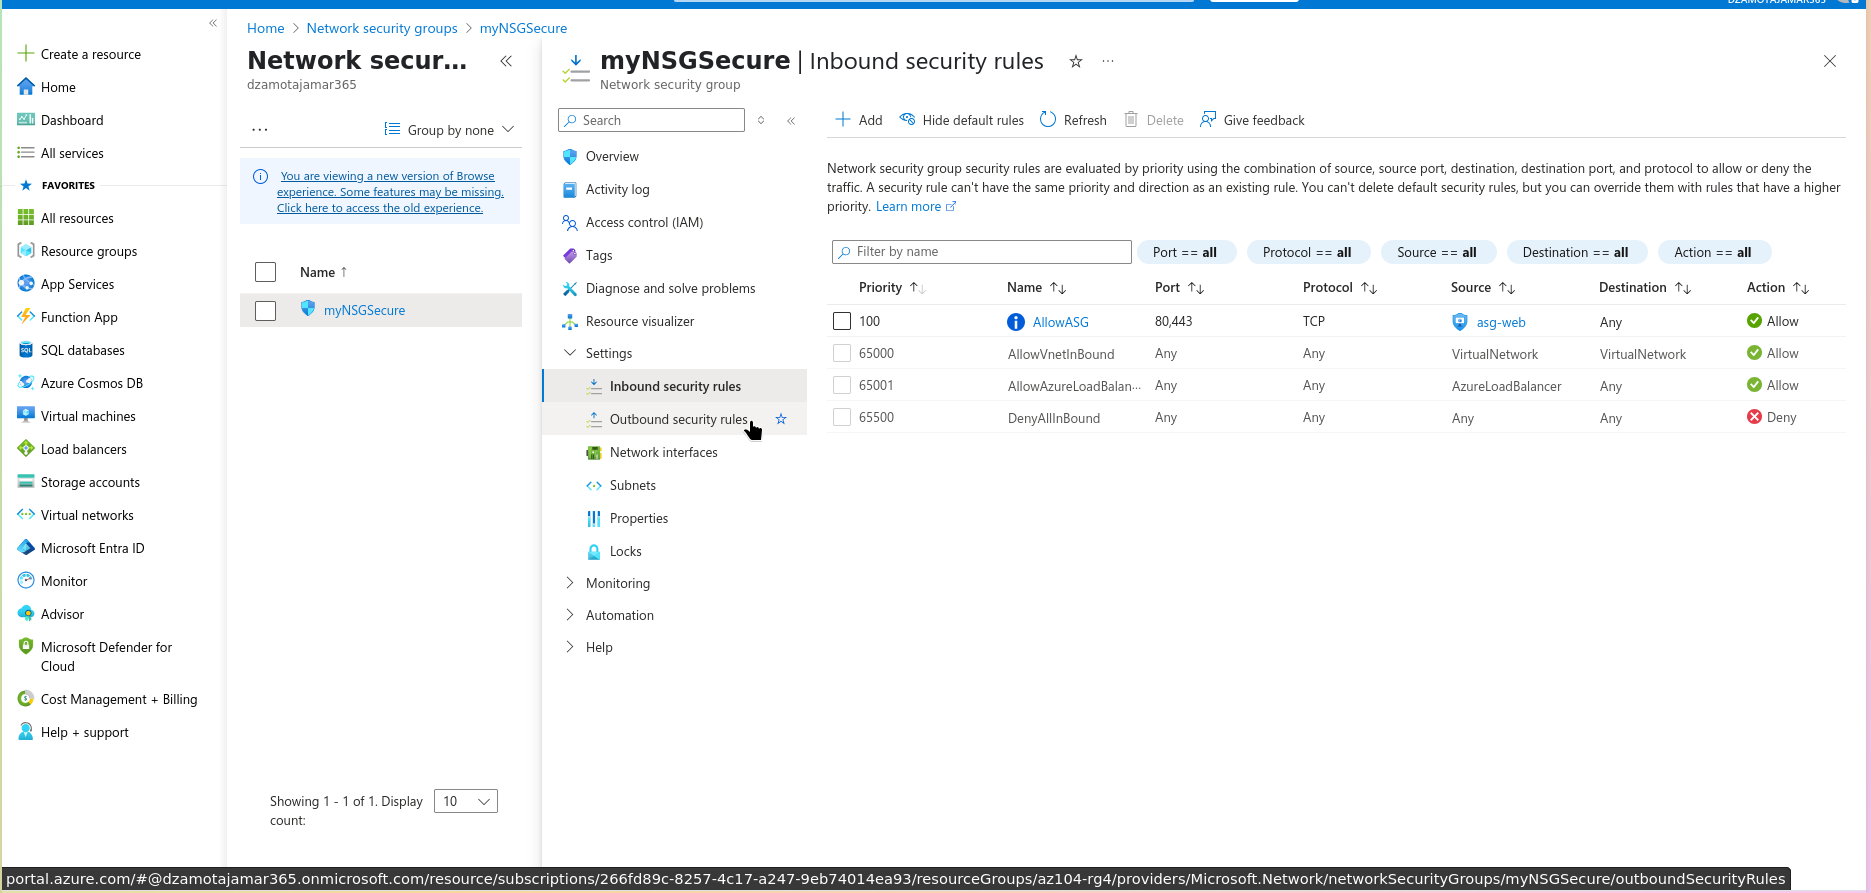 Home > Network security groups > myNSGSecure
Create a resource
Home
Dashboard
All services
FAVORITES
All resources
Resource groups
App Services
Function App
SQL databases
Azure Cosmos DB
Virtual machines
Load balancers
Storage accounts
Virtual networks
Microsoft Entra ID
Monitor
Advisor
Microsoft Defender for
Cloud
Cost Management + Billing
Help + support
Network secur...
dzamotajamar365
...
Group by none
You are viewing a new version of Browse
experience. Some features may be missing.
Click here to access the old experience.
Name ↑
myNSGSecure
Showing 1 - 1 of 1. Display
count:
10
myNSGSecure | Inbound security rules
Network security group
Search
Overview
Activity log
Access control (IAM)
Tags
Diagnose and solve problems
Resource visualizer
Settings
Inbound security rules
Outbound security rules
Network interfaces
Subnets
Properties
Locks
Monitoring
Automation
Help
Add Hide default rules Refresh Delete Give feedback
Network security group security rules are evaluated by priority using the combination of source, source port, destination, destination port, and protocol to allow or deny the
traffic. A security rule can't have the same priority and direction as an existing rule. You can't delete default security rules, but you can override them with rules that have a higher
priority. Learn more
Filter by name Port == all Protocol == all Source == all Destination == all Action == all
Priority ↑↓ Name ↑↓ Port ↑↓ Protocol ↑↓ Source ↑↓ Destination ↑↓ Action ↑↓
100 AllowASG 80,443 TCP asg-web Any Allow
65000 AllowVnetInBound Any Any VirtualNetwork VirtualNetwork Allow
65001 AllowAzureLoadBalan... Any Any AzureLoadBalancer Any Allow
65500 DenyAllInBound Any Any Any Any Deny
portal.azure.com/#@dzamotajamar365.onmicrosoft.com/resource/subscriptions/266fd89c-8257-4c17-a247-9eb74014ea93/resourceGroups/az104-rg4/providers/Microsoft.Network/networkSecurityGroups/myNSGSecure/outboundSecurityRules